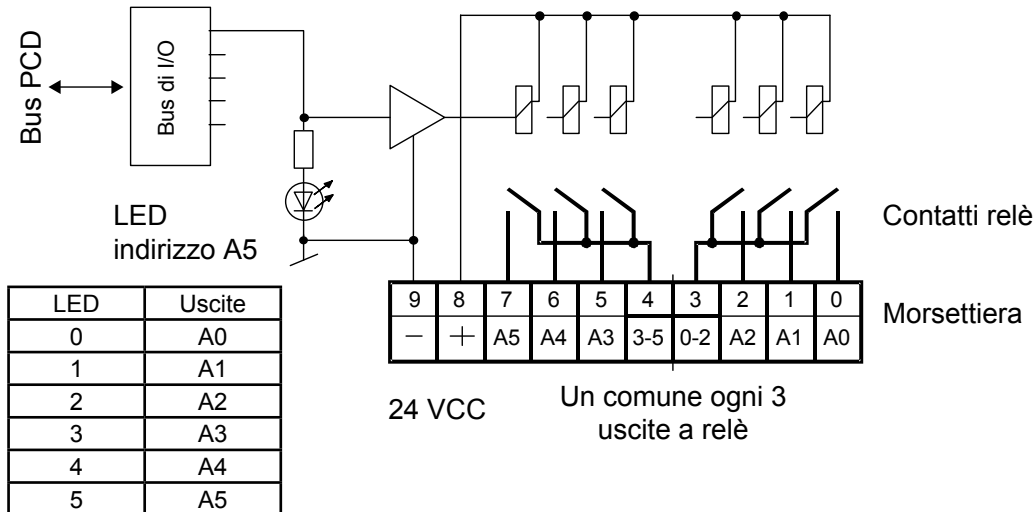 Bus PCD
Bus di I/O
LED
indirizzo A5
Contatti relè
9 8 7 6 5 4 3 2 1 0
− + A5 A4 A3 3-5 0-2 A2 A1 A0
Morsettiera
24 VCC
Un comune ogni 3
uscite a relè
LED Uscite
0 A0
1 A1
2 A2
3 A3
4 A4
5 A5